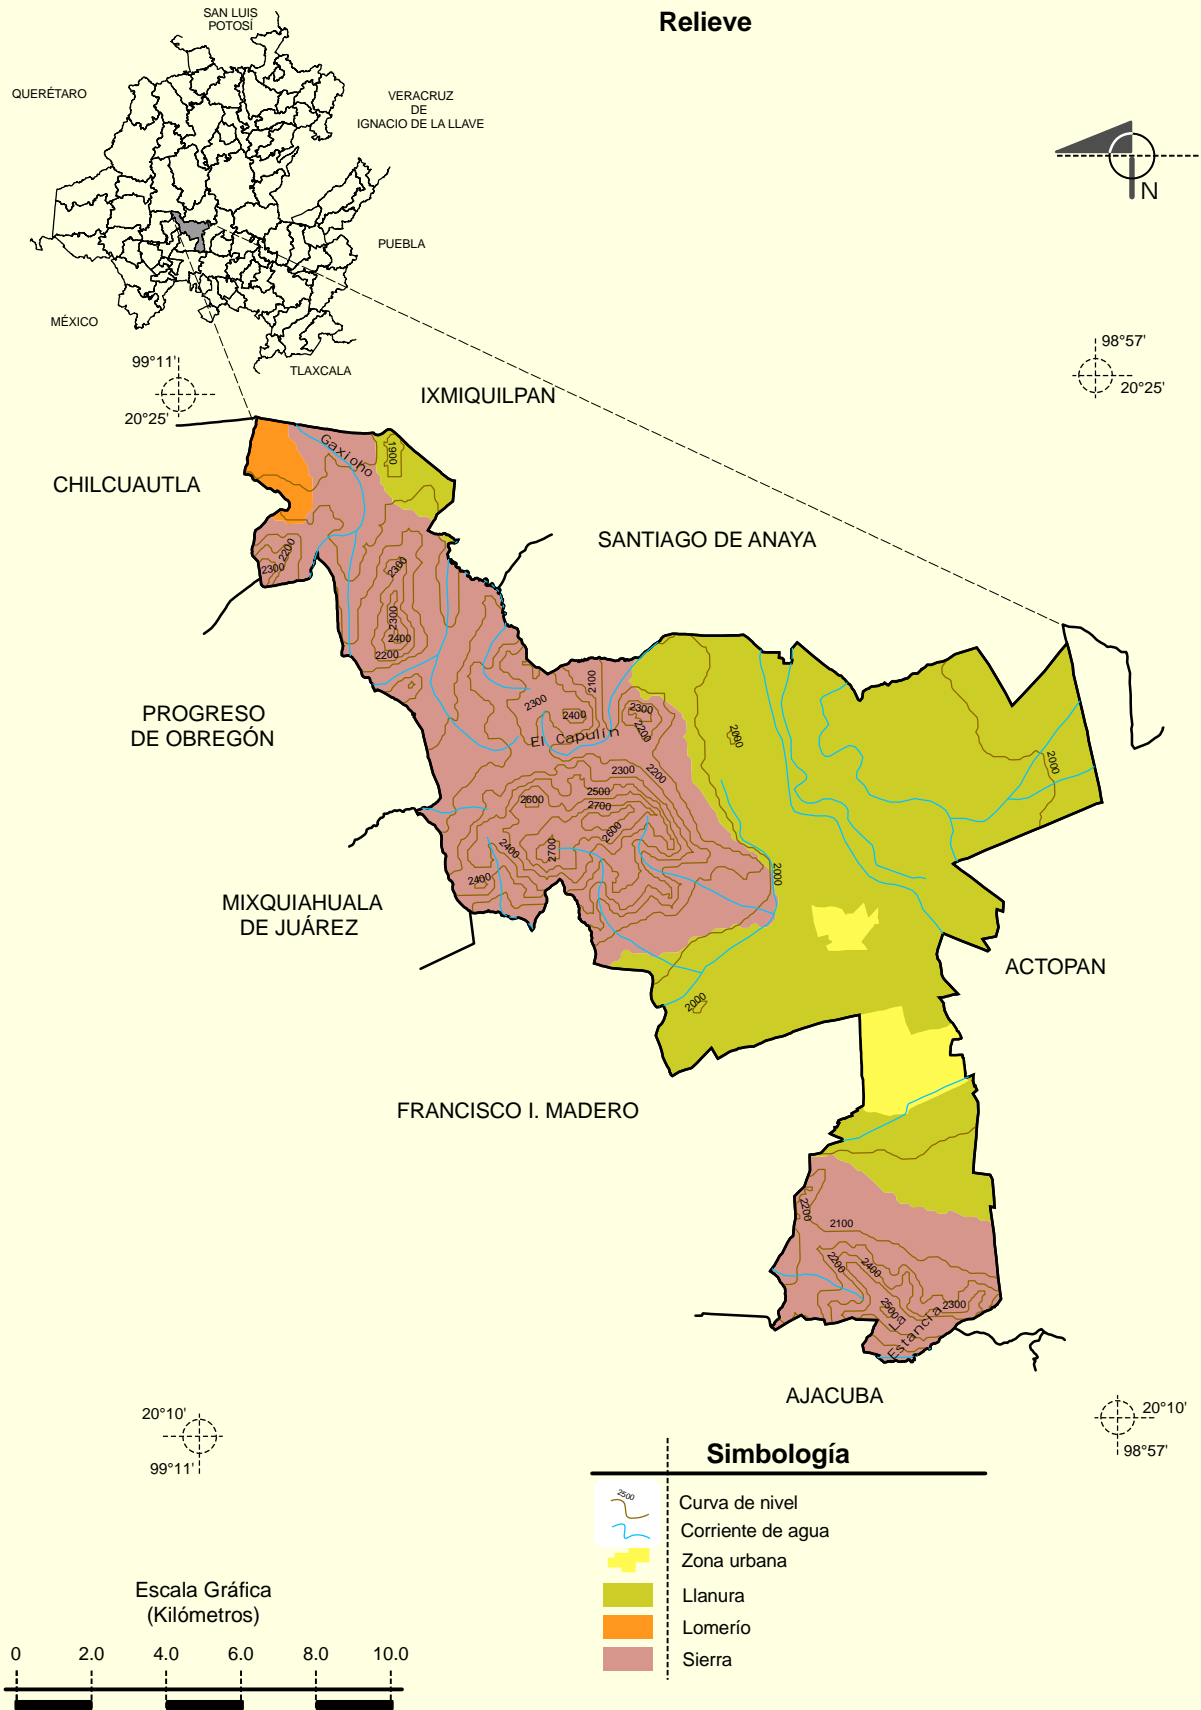 Relieve
SAN LUIS
POTOSÍ
QUERÉTARO
VERACRUZ
DE
IGNACIO DE LA LLAVE
N
PUEBLA
MÉXICO
TLAXCALA
99°11'
20°25'
98°57'
20°25'
IXMIQUILPAN
CHILCUAUTLA
Gaxioho
1900
SANTIAGO DE ANAYA
2200
2300
2300
2300
2400
2200
2100
2300
2400
2300
2200
El Capulín
2000
2000
PROGRESO
DE OBREGÓN
2300
2200
2500
2600
2700
2600
2400
2700
2400
2000
MIXQUIAHUALA
DE JUÁREZ
ACTOPAN
2000
FRANCISCO I. MADERO
2200
2100
2200
2400
2500
2300
La
Estancia
AJACUBA
20°10'
99°11'
20°10'
98°57'
Simbología
2500
Curva de nivel
Corriente de agua
Zona urbana
Llanura
Lomerío
Sierra
Escala Gráfica
(Kilómetros)
0 2.0 4.0 6.0 8.0 10.0